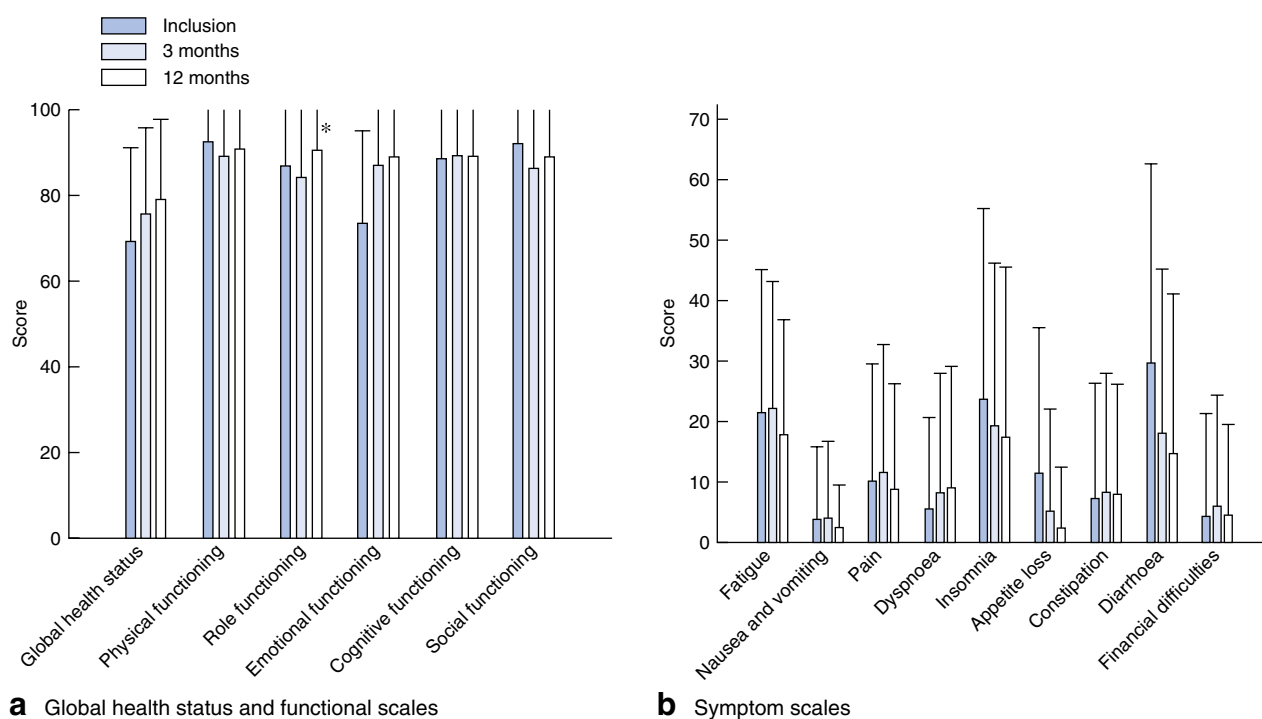 Inclusion
3 months
12 months
100
80
60
40
20
0
Score
*
Global health status
Physical functioning
Role functioning
Emotional functioning
Cognitive functioning
Social functioning
a Global health status and functional scales
70
60
50
40
30
20
10
0
Score
Fatigue
Nausea and vomiting
Pain
Dyspnoea
Insomnia
Appetite loss
Constipation
Diarrhoea
Financial difficulties
b Symptom scales